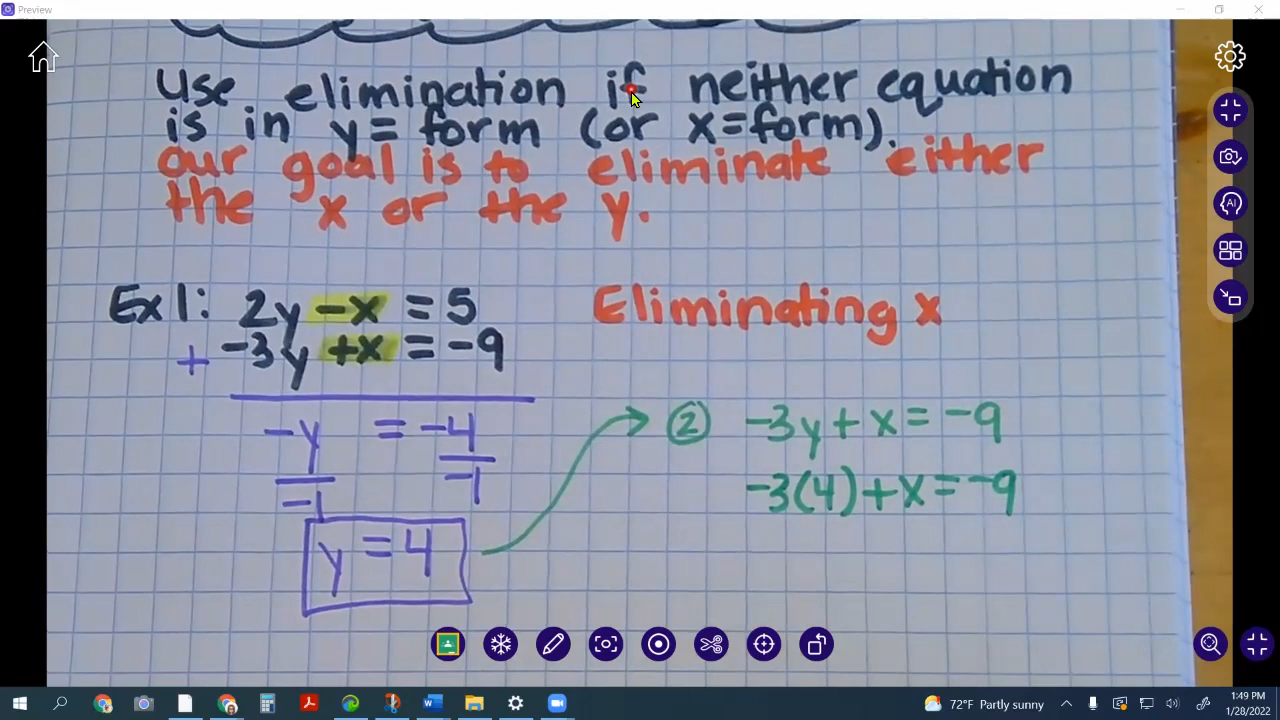 Preview
Use elimination if neither equation
is in y = form (or x = form).
Our goal is to eliminate either
the x or the y.
Ex 1: 2y - x = 5
+ -3y + x = -9
Eliminating x
-y = -4
-1 -1
y = 4
② -3y + x = -9
-3(4) + x = -9
AI
72°F Partly sunny
1:49 PM
1/28/2022